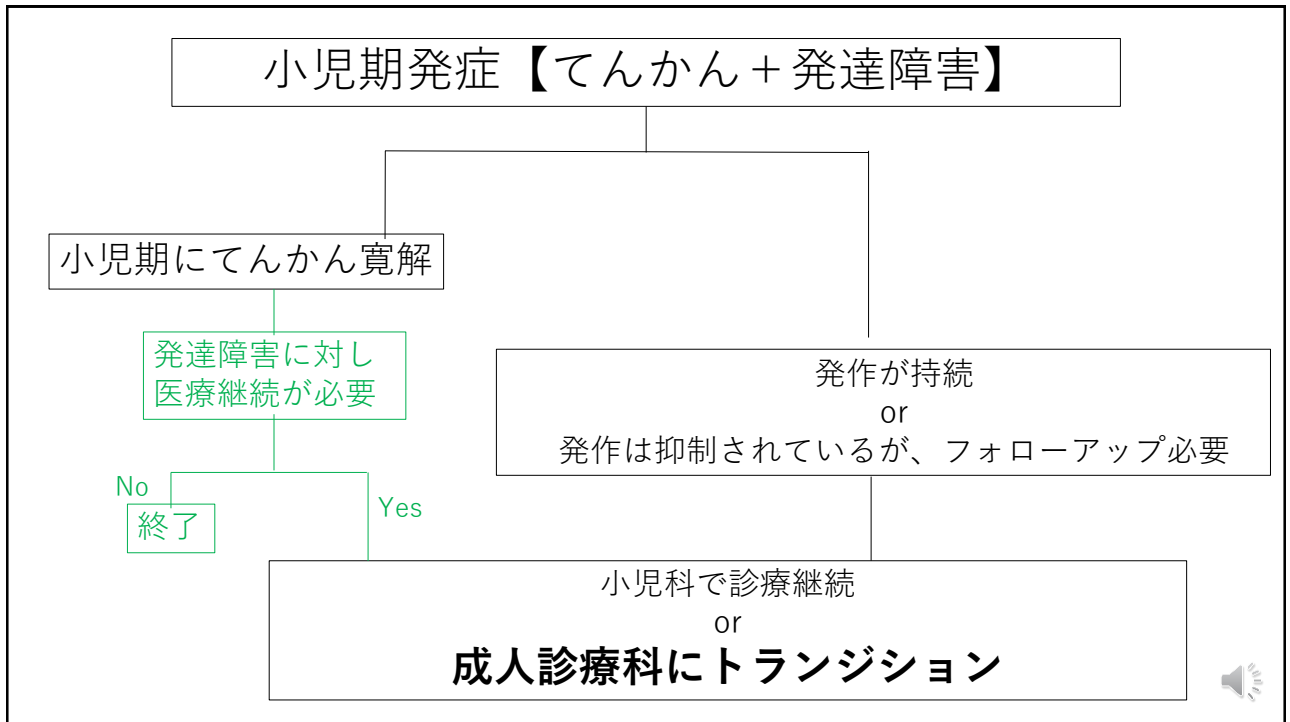 小児期発症【てんかん＋発達障害】
小児期にてんかん寛解
発達障害に対し
医療継続が必要
No
終了
Yes
発作が持続
or
発作は抑制されているが、フォローアップ必要
小児科で診療継続
or
成人診療科にトランジション